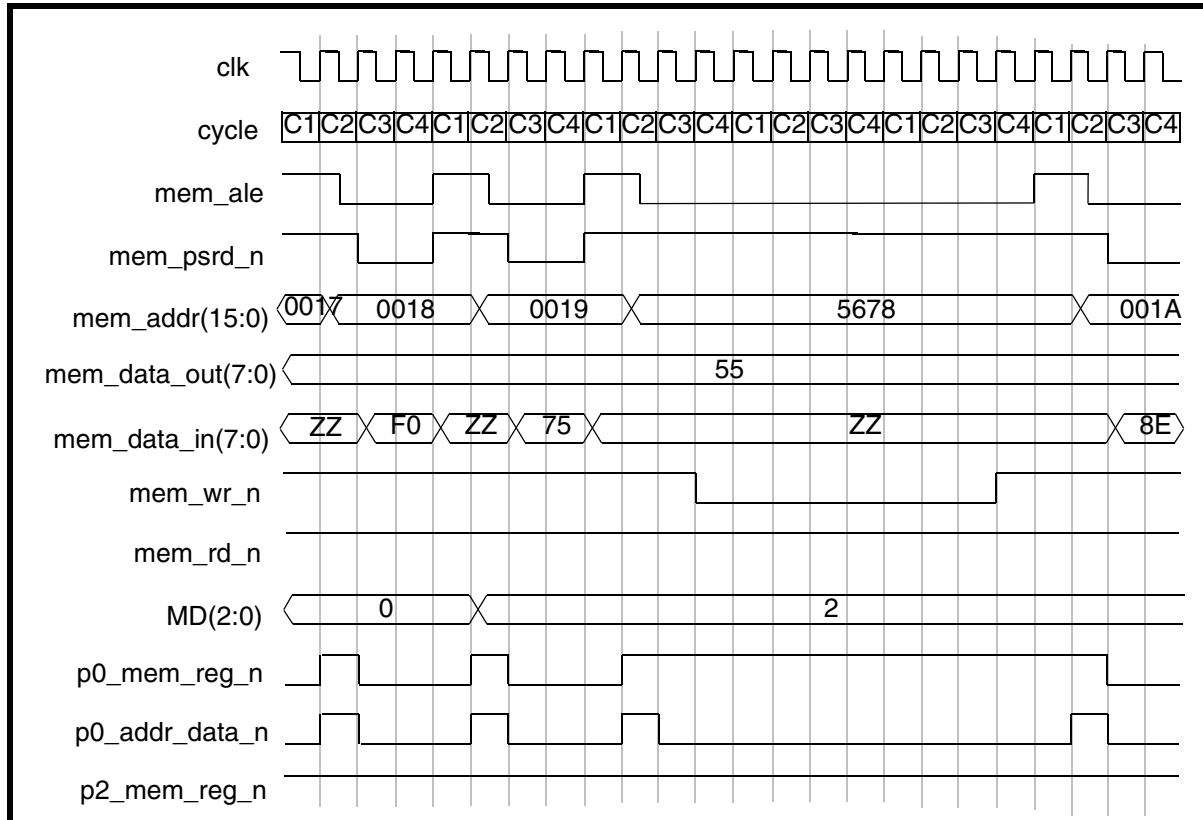 clk
cycle C1 C2 C3 C4 C1 C2 C3 C4 C1 C2 C3 C4 C1 C2 C3 C4 C1 C2 C3 C4 C1 C2 C3 C4
mem_ale
mem_psrd_n
mem_addr(15:0) 0017 0018 0019 5678 001A
mem_data_out(7:0) 55
mem_data_in(7:0) ZZ F0 ZZ 75 ZZ 8E
mem_wr_n
mem_rd_n
MD(2:0) 0 2
p0_mem_reg_n
p0_addr_data_n
p2_mem_reg_n